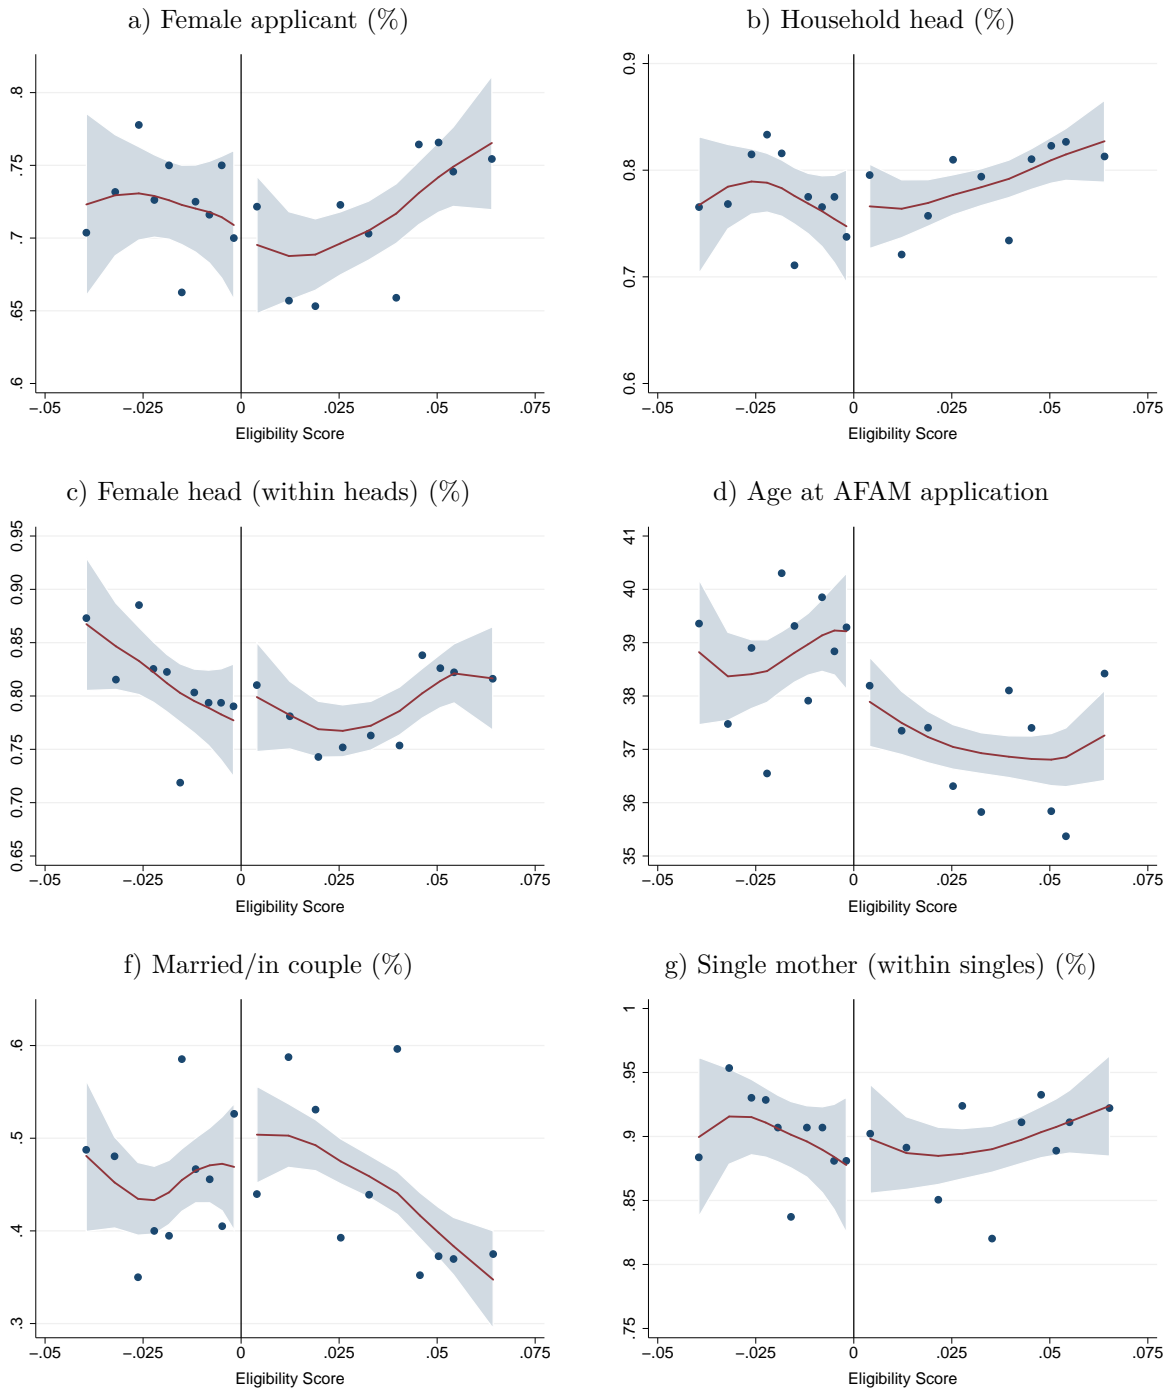 a) Female applicant (%)
.8
.75
.7
.65
.6
−.05 −.025 0 .025 .05 .075
Eligibility Score
b) Household head (%)
0.9
0.8
0.7
0.6
−.05 −.025 0 .025 .05 .075
Eligibility Score
c) Female head (within heads) (%)
0.95
0.90
0.85
0.80
0.75
0.70
0.65
−.05 −.025 0 .025 .05 .075
Eligibility Score
d) Age at AFAM application
41
40
39
38
37
36
35
−.05 −.025 0 .025 .05 .075
Eligibility Score
f) Married/in couple (%)
.6
.5
.4
.3
−.05 −.025 0 .025 .05 .075
Eligibility Score
g) Single mother (within singles) (%)
1
.95
.9
.85
.8
.75
−.05 −.025 0 .025 .05 .075
Eligibility Score